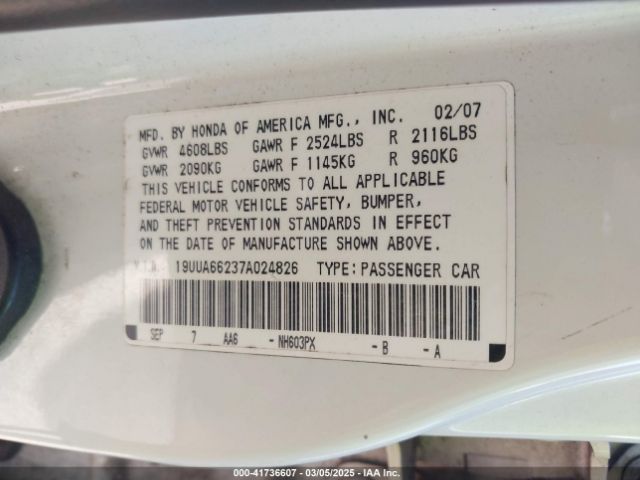 MFD. BY HONDA OF AMERICA MFG., INC. 02/07
GVWR 4608LBS GAWR F 2524LBS R 2116LBS
GVWR 2090KG GAWR F 1145KG R 960KG
THIS VEHICLE CONFORMS TO ALL APPLICABLE
FEDERAL MOTOR VEHICLE SAFETY, BUMPER,
AND THEFT PREVENTION STANDARDS IN EFFECT
ON THE DATE OF MANUFACTURE SHOWN ABOVE.
V.I.N. 19UUA66237A024826 TYPE: PASSENGER CAR
SEP 7 AA6 -NH603PX -B -A
000-41736607 - 03/05/2025 - IAA Inc.